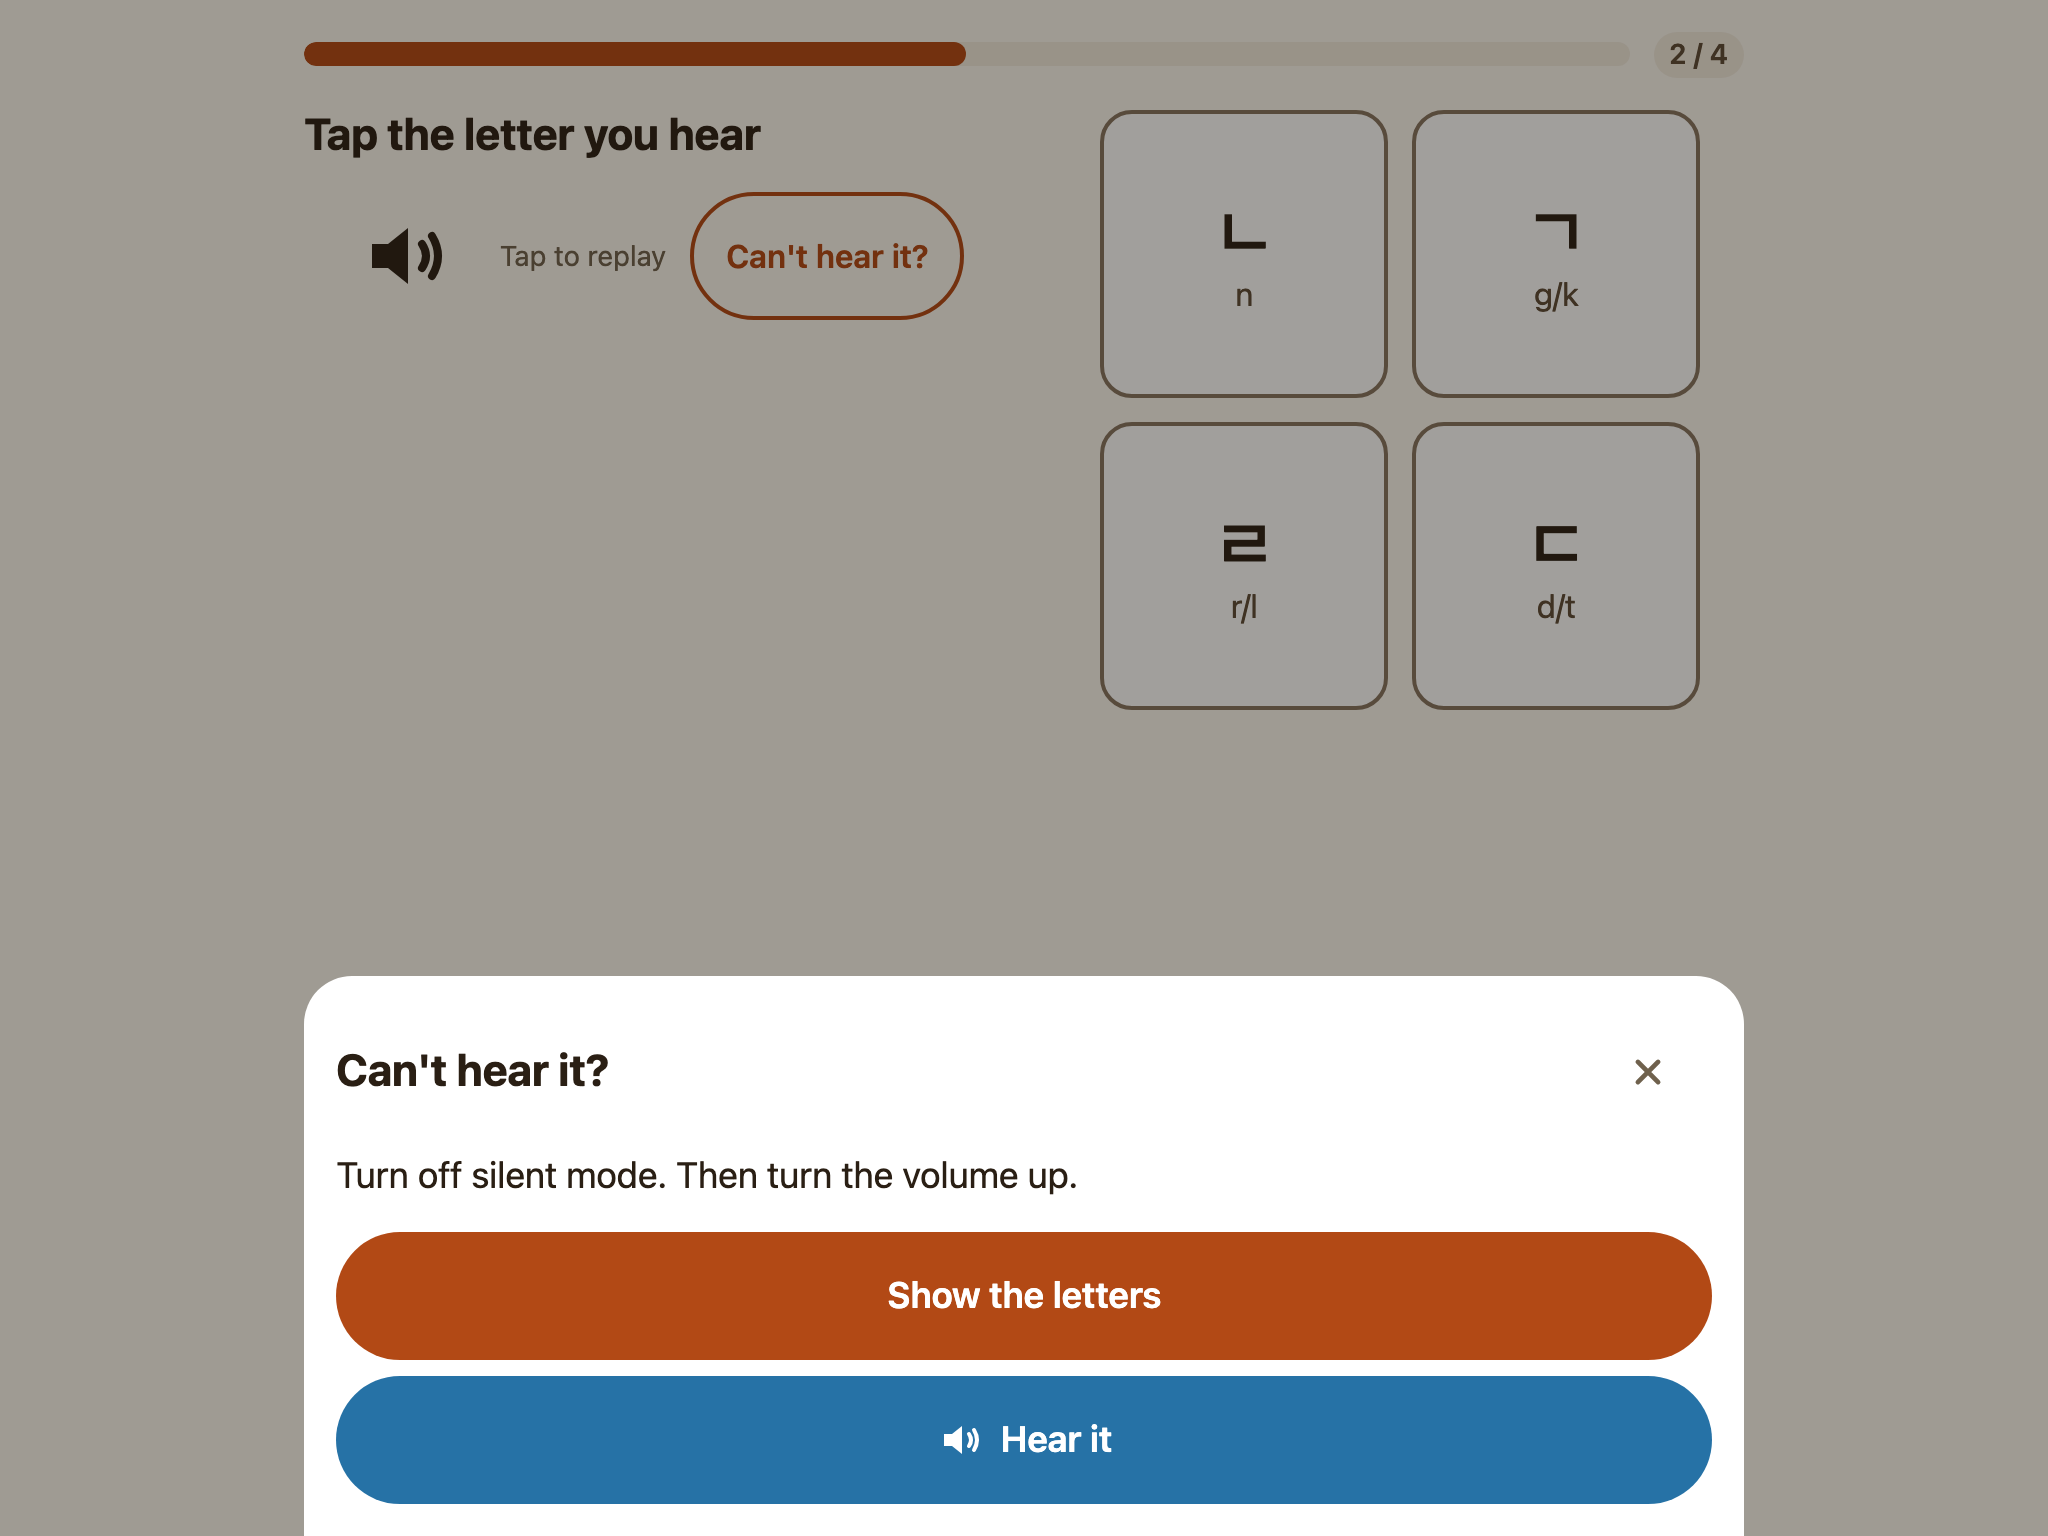 2 / 4
Tap the letter you hear
Tap to replay
Can't hear it?
ㄴ
n
ㄱ
g/k
ㄹ
r/l
ㄷ
d/t
Can't hear it?
Turn off silent mode. Then turn the volume up.
Show the letters
Hear it